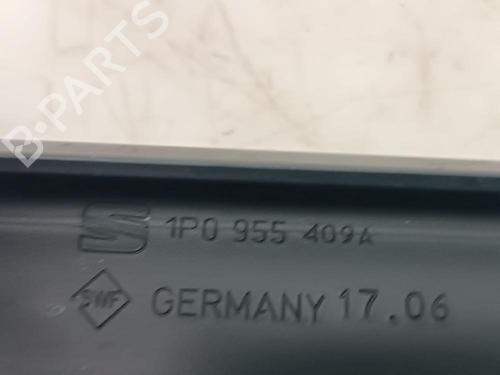 B-PARTS
1P0 955 409A
SWF
GERMANY 17.06